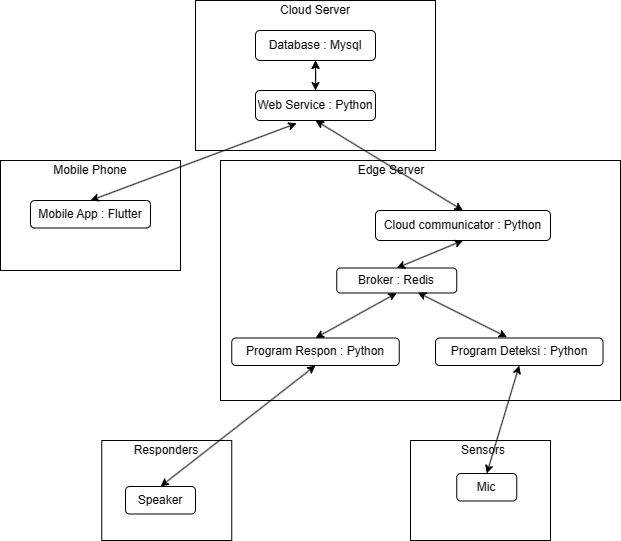 Cloud Server
Database : Mysql
Web Service : Python
Mobile Phone
Mobile App : Flutter
Edge Server
Cloud communicator : Python
Broker : Redis
Program Respon : Python
Program Deteksi : Python
Responders
Speaker
Sensors
Mic